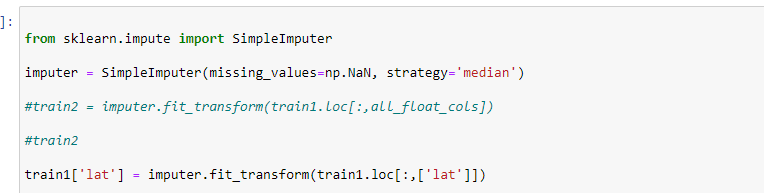 ]:
from sklearn.impute import SimpleImputer
imputer = SimpleImputer(missing_values=np.NaN, strategy='median')
#train2 = imputer.fit_transform(train1.loc[:,all_float_cols])
#train2
train1['lat'] = imputer.fit_transform(train1.loc[:,['lat']])